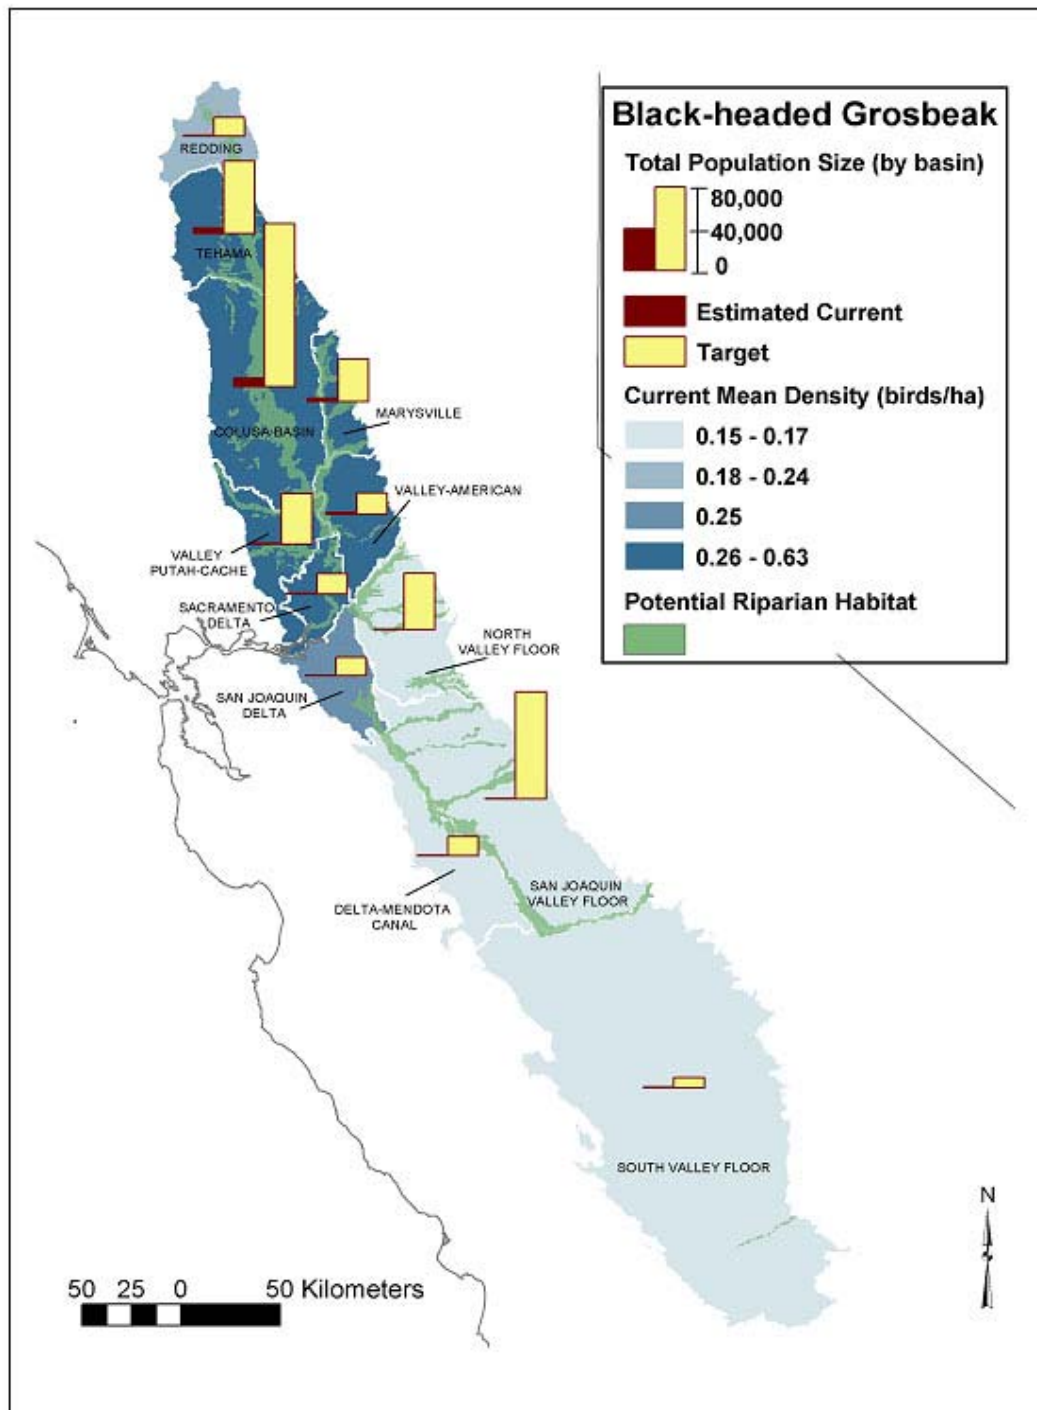 Black-headed Grosbeak
Total Population Size (by basin)
80,000
40,000
0
Estimated Current
Target
Current Mean Density (birds/ha)
0.15 - 0.17
0.18 - 0.24
0.25
0.26 - 0.63
Potential Riparian Habitat
REDDING
TEHAMA
COLUSA BASIN
MARYSVILLE
VALLEY-AMERICAN
VALLEY
PUTAH-CACHE
SACRAMENTO
DELTA
NORTH
VALLEY FLOOR
SAN JOAQUIN
DELTA
SAN JOAQUIN
VALLEY FLOOR
DELTA-MENDOTA
CANAL
SOUTH VALLEY FLOOR
N
50 25 0 50 Kilometers